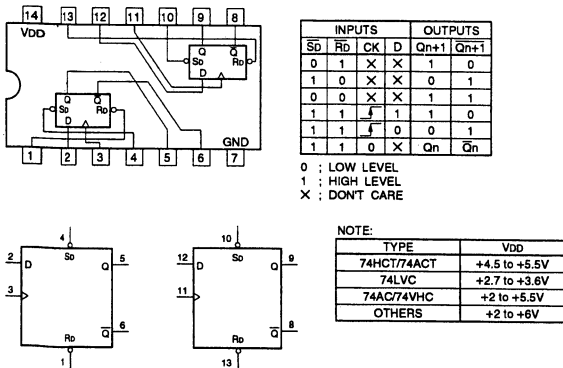 14 13 12 11 10 9 8
VDD
Q Q̅
SD RD
D
Q Q̅
SD RD
D
GND
1 2 3 4 5 6 7
INPUTS OUTPUTS
S̅D̅ R̅D̅ CK D Qn+1 Q̅n̅+̅1̅
0 1 X X 1 0
1 0 X X 0 1
0 0 X X 1 1
1 1 1 1 0
1 1 0 0 1
1 1 0 X Qn Q̅n
0 ; LOW LEVEL
1 ; HIGH LEVEL
X ; DON'T CARE
4
2 D SD Q 5
3
Q̅ 6
RD
1
10
12 D SD Q 9
11
Q̅ 8
RD
13
NOTE:
TYPE VDD
74HCT/74ACT +4.5 to +5.5V
74LVC +2.7 to +3.6V
74AC/74VHC +2 to +5.5V
OTHERS +2 to +6V